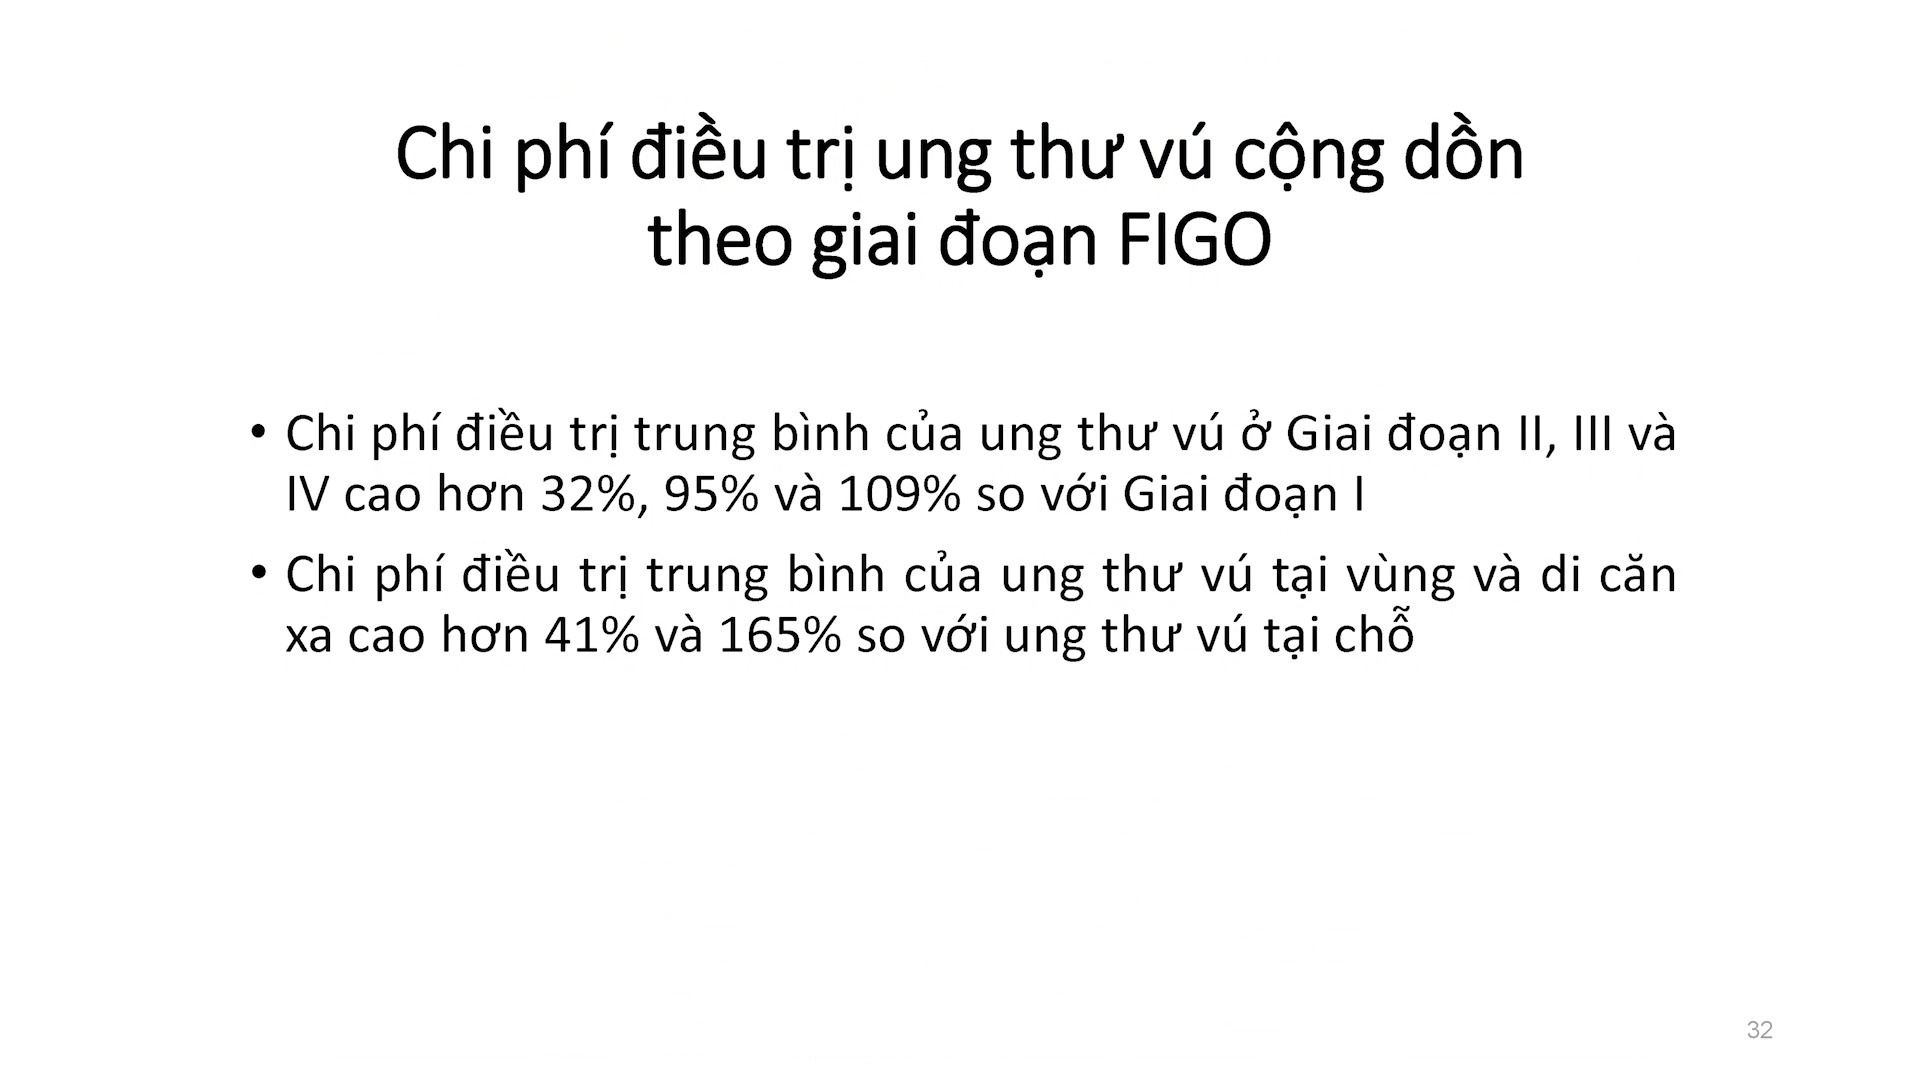 Chi phí điều trị ung thư vú cộng dồn
theo giai đoạn FIGO
• Chi phí điều trị trung bình của ung thư vú ở Giai đoạn II, III và
IV cao hơn 32%, 95% và 109% so với Giai đoạn I
• Chi phí điều trị trung bình của ung thư vú tại vùng và di căn
xa cao hơn 41% và 165% so với ung thư vú tại chỗ
32